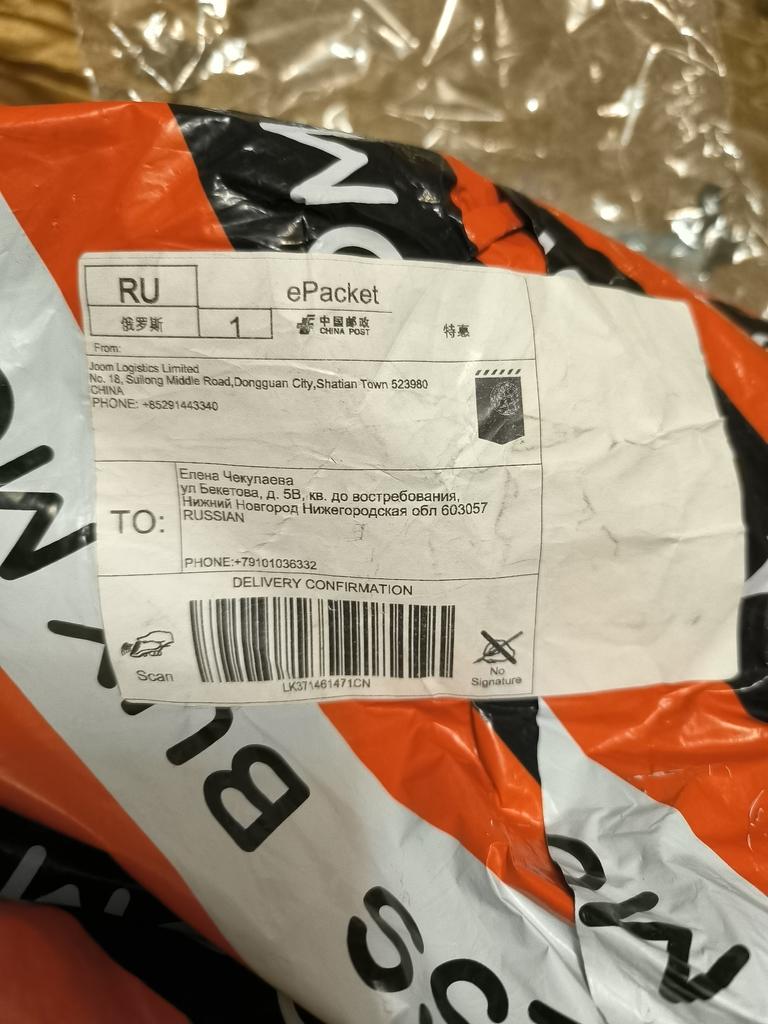 RU
ePacket
俄罗斯
1
中国邮政
CHINA POST
特惠
From:
Joom Logistics Limited
No. 18, Suilong Middle Road,Dongguan City,Shatian Town 523980
CHINA
PHONE: +85291443340
TO:
Елена Чекулаева
ул Бекетова, д. 5В, кв. до востребования,
Нижний Новгород Нижегородская обл 603057
RUSSIAN
PHONE:+79101036332
DELIVERY CONFIRMATION
Scan
No
Signature
LK371461471CN